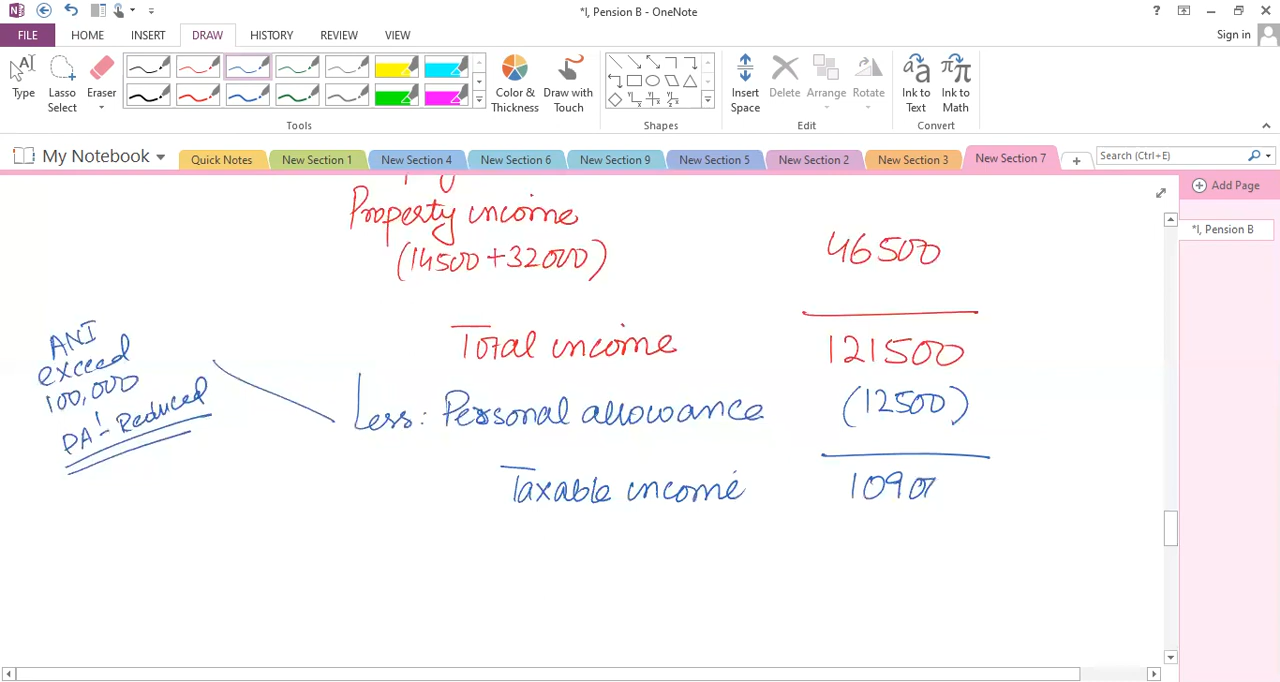 *I, Pension B - OneNote
?
FILE
HOME
INSERT
DRAW
HISTORY
REVIEW
VIEW
Sign in
Type
Lasso Select
Eraser
Color & Thickness
Draw with Touch
Insert Space
Delete
Arrange
Rotate
Ink to Text
Ink to Math
Tools
Shapes
Edit
Convert
My Notebook
Quick Notes
New Section 1
New Section 4
New Section 6
New Section 9
New Section 5
New Section 2
New Section 3
New Section 7
Search (Ctrl+E)
Add Page
*I, Pension B
Property income
(14500+32000)
46500
Total income
121500
ANI
exceed
100,000
PA!- Reduced
Less: Personal allowance
(12500)
Taxable income
1090